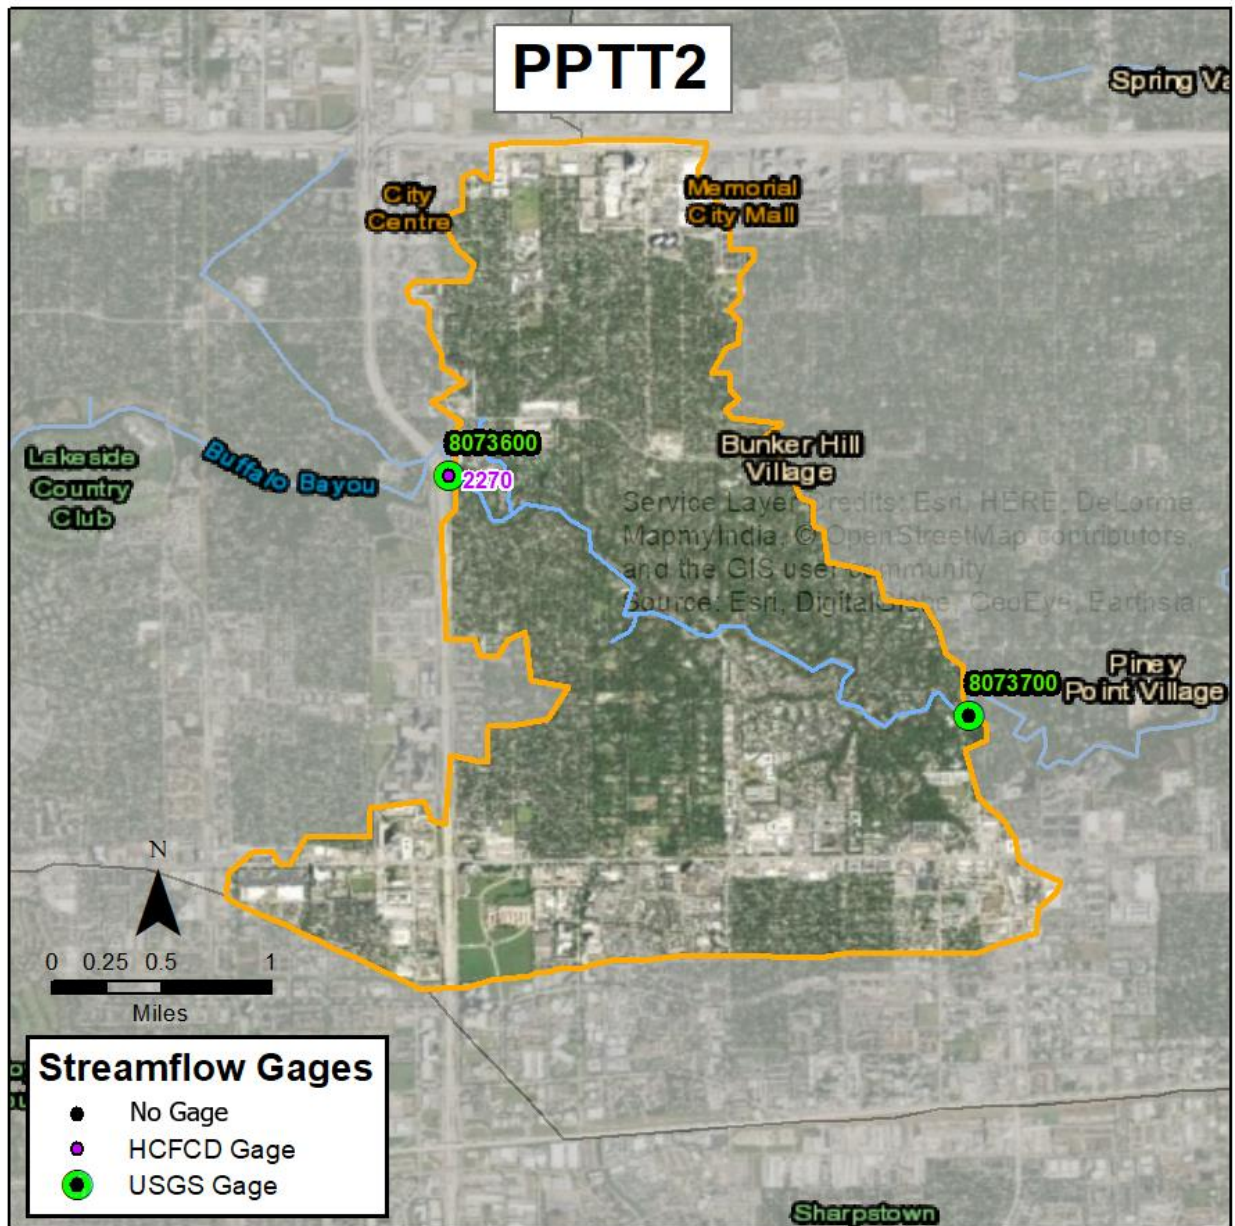 PPTT2
Spring Va
City
Centre
Memorial
City Mall
8073600
2270
Lakeside
Country
Club
Buffalo Bayou
Bunker Hill
Village
Service Layer Credits: Esri, HERE, DeLorme,
MapmyIndia, © OpenStreetMap contributors,
and the GIS user community
Source: Esri, DigitalGlobe, GeoEye, Earthstar
8073700
Piney
Point Village
N
0 0.25 0.5 1
Miles
Streamflow Gages
No Gage
HCFCD Gage
USGS Gage
Sharpstown